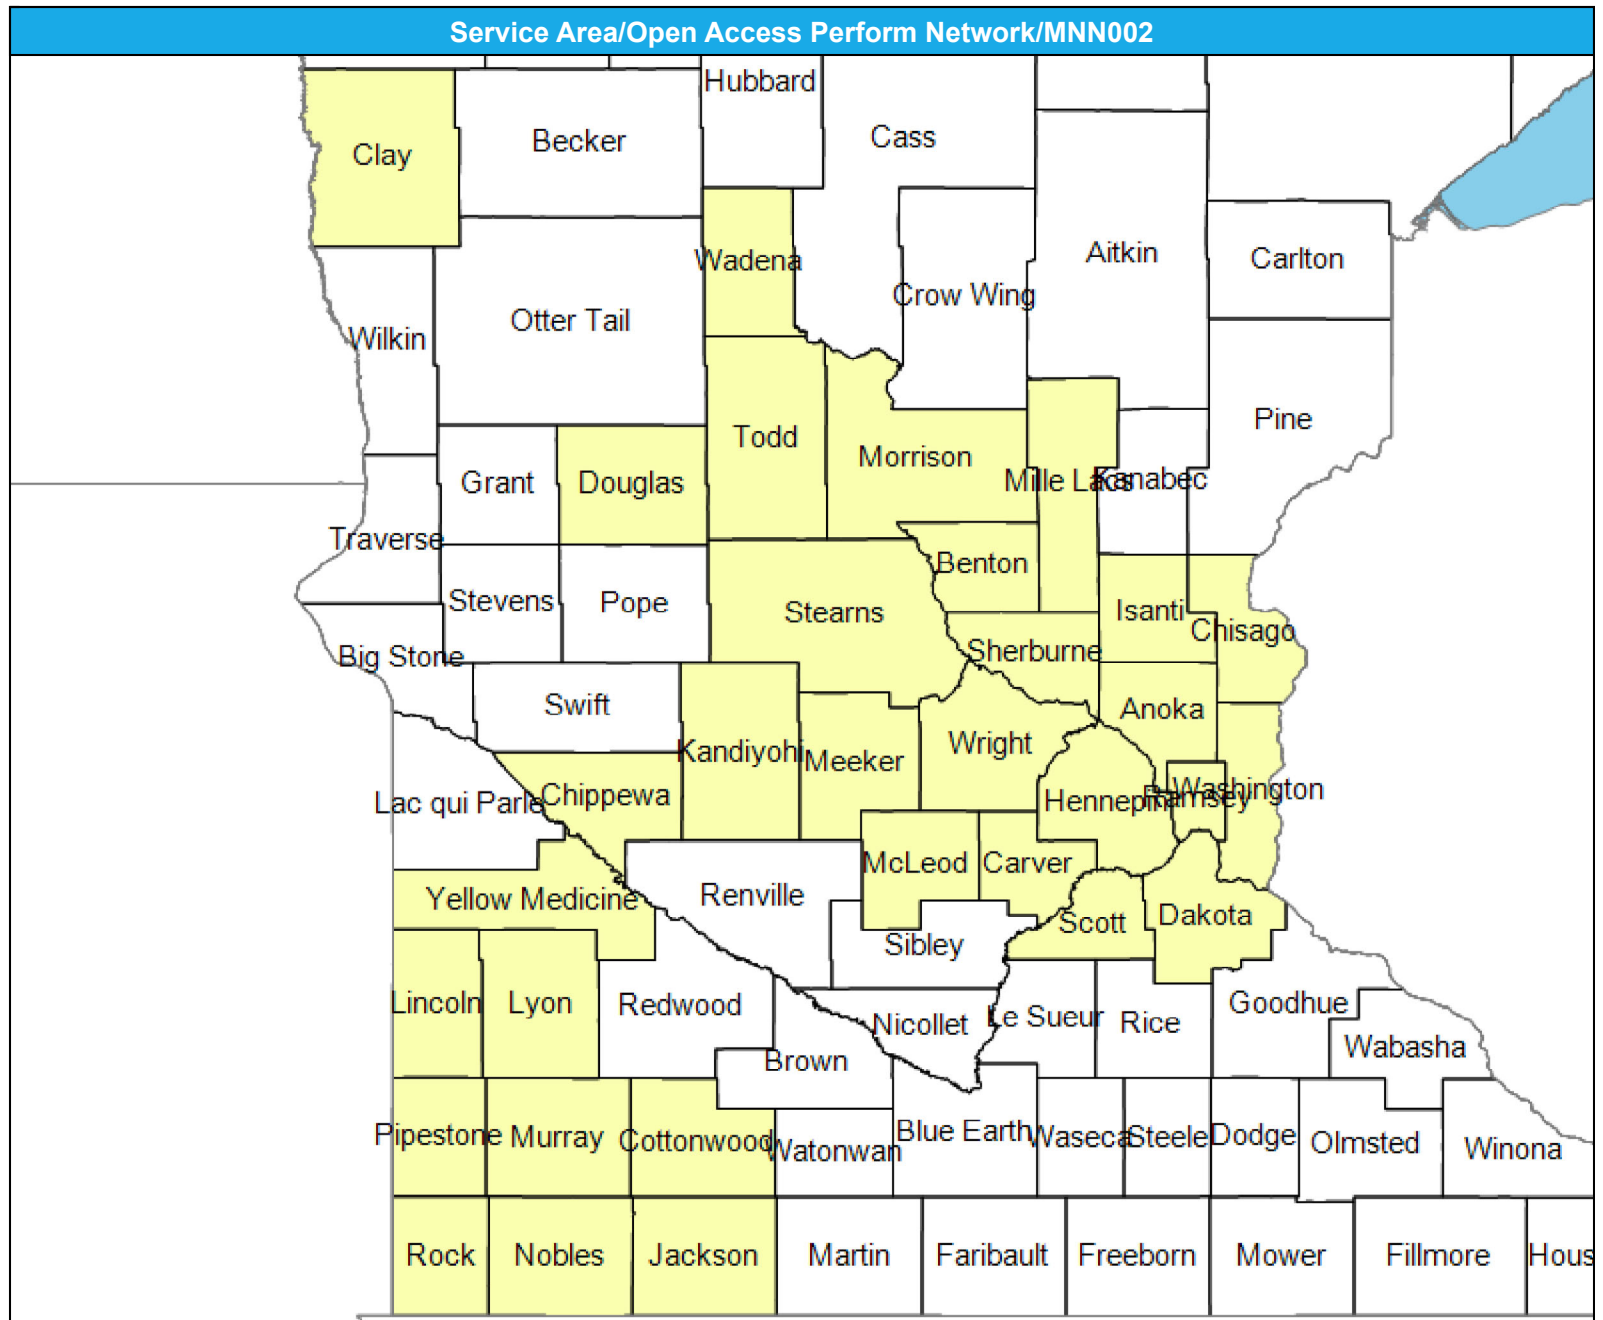 Service Area/Open Access Perform Network/MNN002
Hubbard
Cass
Becker
Clay
Wadena
Aitkin
Carlton
Crow Wing
Otter Tail
Wilkin
Pine
Todd
Morrison
Grant
Douglas
Mille Lacs
Kanabec
Traverse
Benton
Stevens
Pope
Stearns
Isanti
Chisago
Big Stone
Sherburne
Swift
Anoka
Kandiyohi
Meeker
Wright
Lac qui Parle
Chippewa
Hennepin
Ramsey
Washington
McLeod
Carver
Yellow Medicine
Renville
Scott
Dakota
Sibley
Lincoln
Lyon
Redwood
Nicollet
Le Sueur
Rice
Goodhue
Wabasha
Brown
Pipestone
Murray
Cottonwood
Watonwan
Blue Earth
Waseca
Steele
Dodge
Olmsted
Winona
Rock
Nobles
Jackson
Martin
Faribault
Freeborn
Mower
Fillmore
Hous